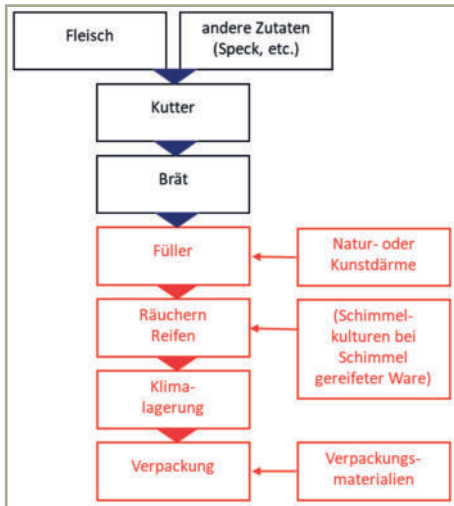 Fleisch
andere Zutaten
(Speck, etc.)
Kutter
Brät
Füller
Natur- oder
Kunstdärme
Räuchern
Reifen
(Schimmel-
kulturen bei
Schimmel
gereifeter Ware)
Klima-
lagerung
Verpackung
Verpackungs-
materialien